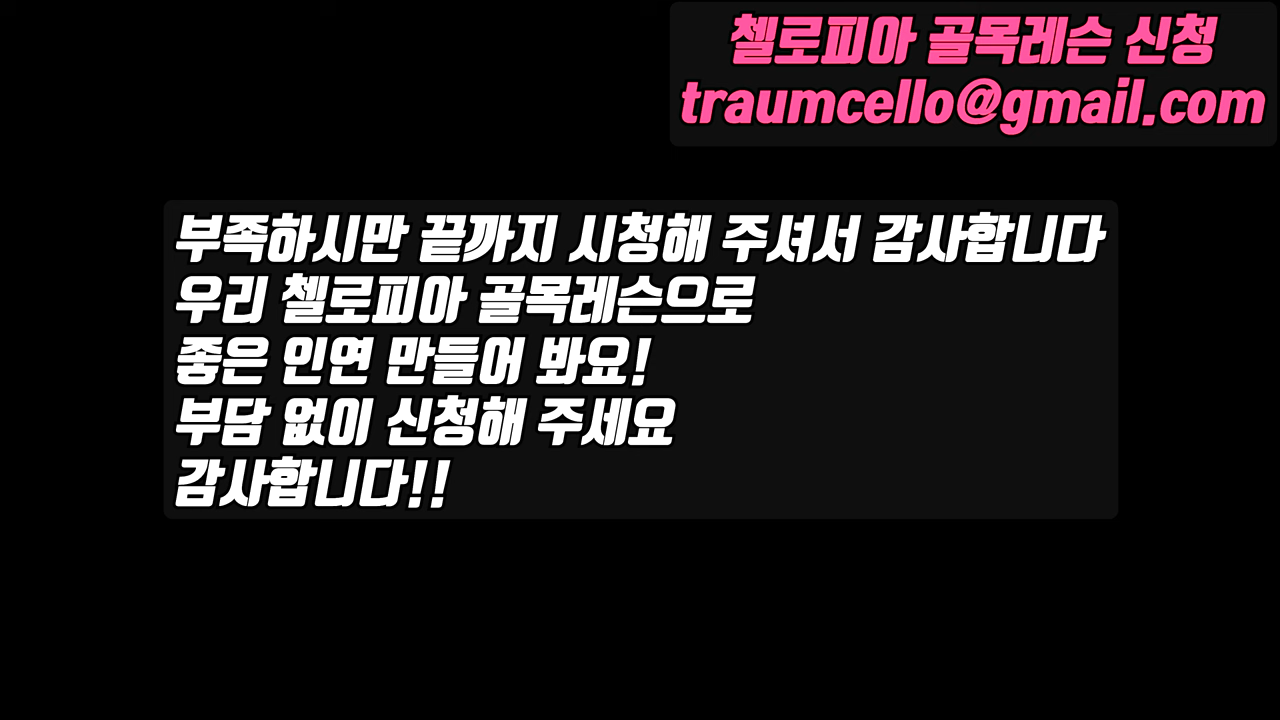 첼로피아 골목레슨 신청
traumcello@gmail.com
부족하시만 끝까지 시청해 주셔서 감사합니다
우리 첼로피아 골목레슨으로
좋은 인연 만들어 봐요!
부담 없이 신청해 주세요
감사합니다!!